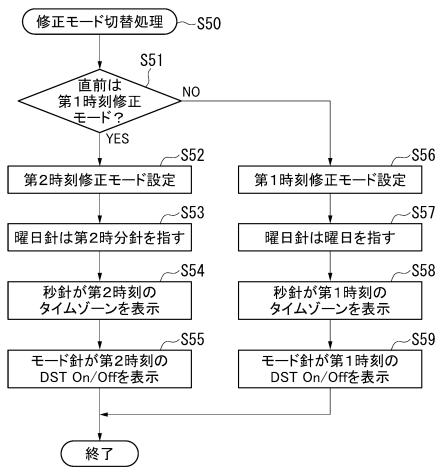 修正モード切替処理
S50
S51
直前は
第1時刻修正
モード？
NO
YES
S52
第2時刻修正モード設定
S53
曜日針は第2時分針を指す
S54
秒針が第2時刻の
タイムゾーンを表示
S55
モード針が第2時刻の
DST On/Offを表示
S56
第1時刻修正モード設定
S57
曜日針は曜日を指す
S58
秒針が第1時刻の
タイムゾーンを表示
S59
モード針が第1時刻の
DST On/Offを表示
終了